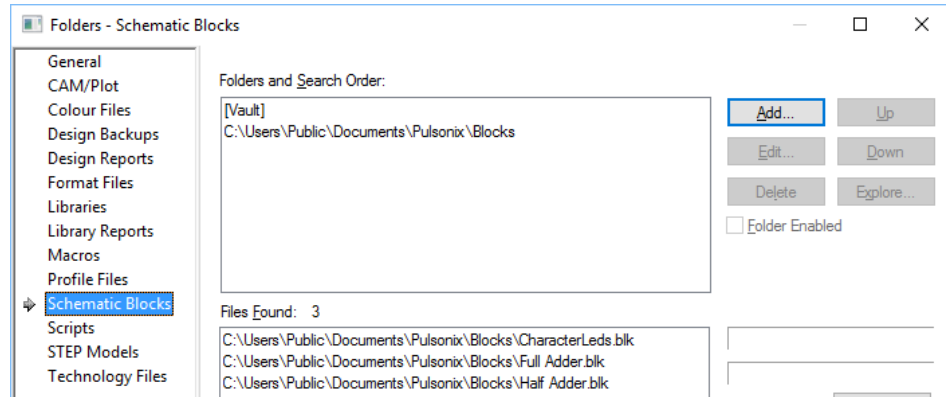 Folders - Schematic Blocks
General
CAM/Plot
Colour Files
Design Backups
Design Reports
Format Files
Libraries
Library Reports
Macros
Profile Files
Schematic Blocks
Scripts
STEP Models
Technology Files
Folders and Search Order:
[Vault]
C:\Users\Public\Documents\Pulsonix\Blocks
Add... Up
Edit... Down
Delete Explore...
Folder Enabled
Files Found: 3
C:\Users\Public\Documents\Pulsonix\Blocks\CharacterLeds.blk
C:\Users\Public\Documents\Pulsonix\Blocks\Full Adder.blk
C:\Users\Public\Documents\Pulsonix\Blocks\Half Adder.blk